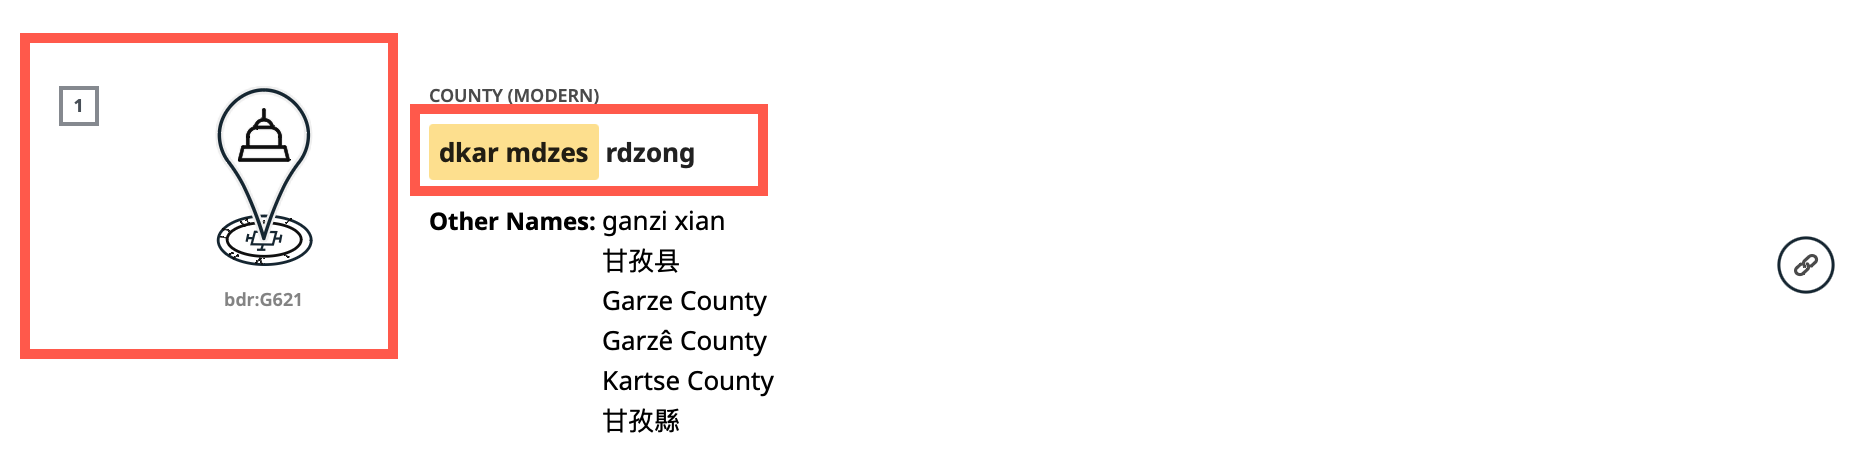 1
bdr:G621
COUNTY (MODERN)
dkar mdzes rdzong
Other Names: ganzi xian
甘孜县
Garze County
Garzê County
Kartse County
甘孜縣